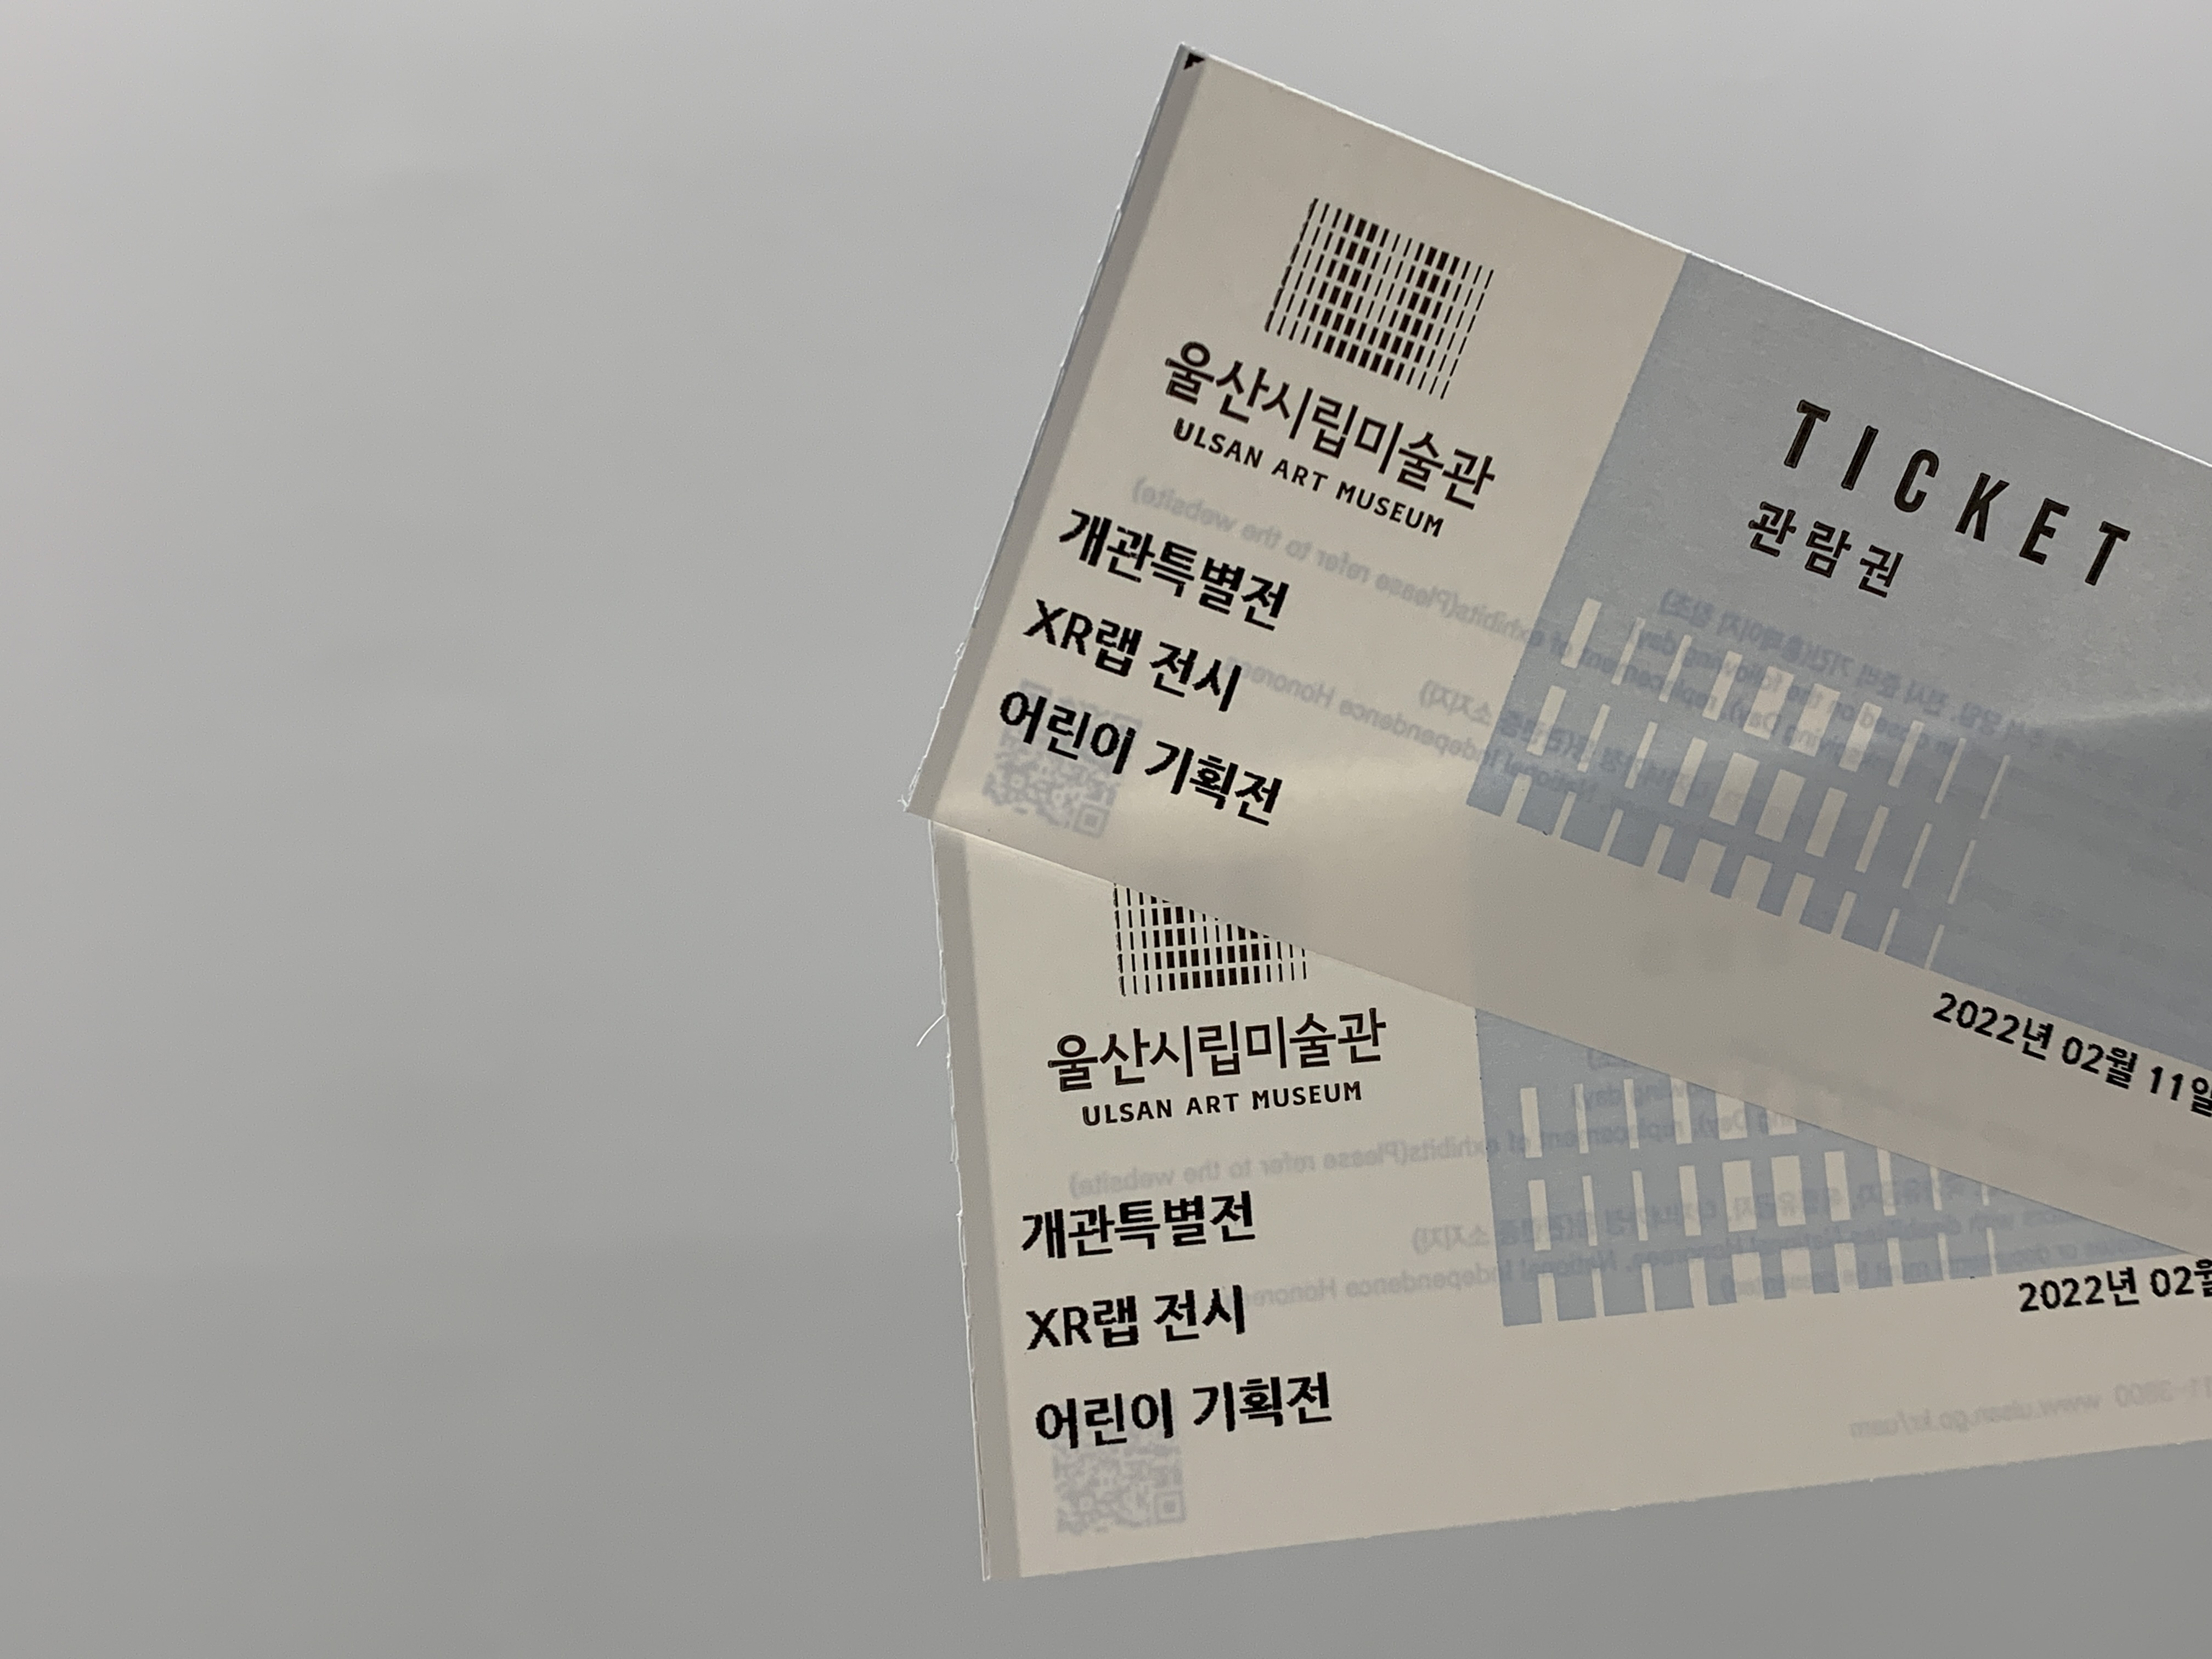 울산시립미술관
ULSAN ART MUSEUM
개관특별전
XR랩 전시
어린이 기획전
TICKET
관람권
2022년 02월 11일
울산시립미술관
ULSAN ART MUSEUM
개관특별전
XR랩 전시
어린이 기획전
2022년 02월